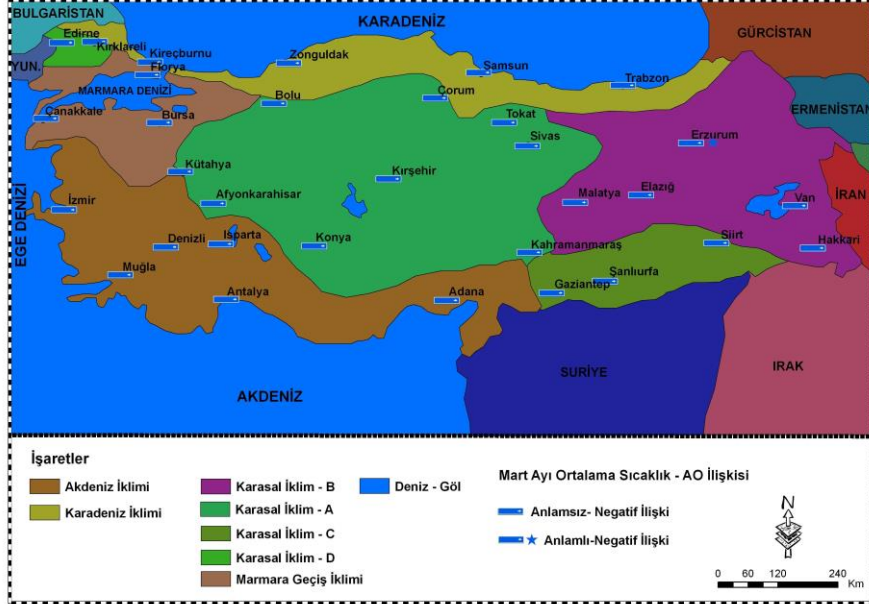 BULGARİSTAN
KARADENİZ
GÜRCİSTAN
Edirne
Kırklareli
Kireçburnu
Zonguldak
YUN.
Florya
Samsun
Trabzon
MARMARA DENİZİ
Bolu
Çorum
ERMENİSTAN
Çanakkale
Bursa
Tokat
Sivas
Erzurum
Kütahya
Kırşehir
Malatya
Elazığ
Van
İRAN
EGE DENİZİ
İzmir
Afyonkarahisar
Denizli
Isparta
Konya
Kahramanmaraş
Siirt
Hakkari
Muğla
Antalya
Adana
Gaziantep
Şanlıurfa
AKDENİZ
SURİYE
IRAK
İşaretler
Akdeniz İklimi
Karadeniz İklimi
Karasal İklim - B
Karasal İklim - A
Karasal İklim - C
Karasal İklim - D
Marmara Geçiş İklimi
Deniz - Göl
Mart Ayı Ortalama Sıcaklık - AO İlişkisi
Anlamsız- Negatif İlişki
Anlamlı-Negatif İlişki
N
0 60 120 240
Km